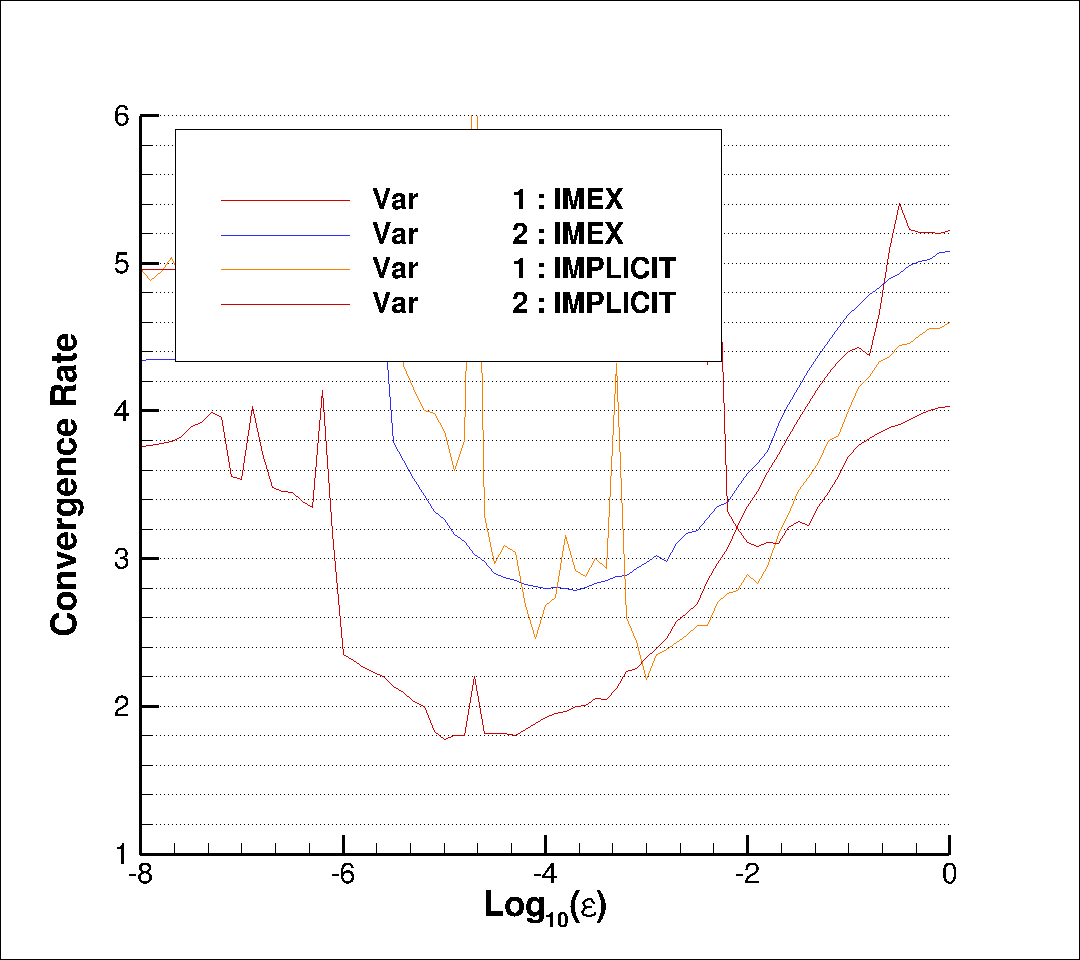 6
Var 1 : IMEX
Var 2 : IMEX
5
Var 1 : IMPLICIT
Var 2 : IMPLICIT
4
Convergence Rate
3
2
1
-8 -6 -4 -2 0
Log10(ε)